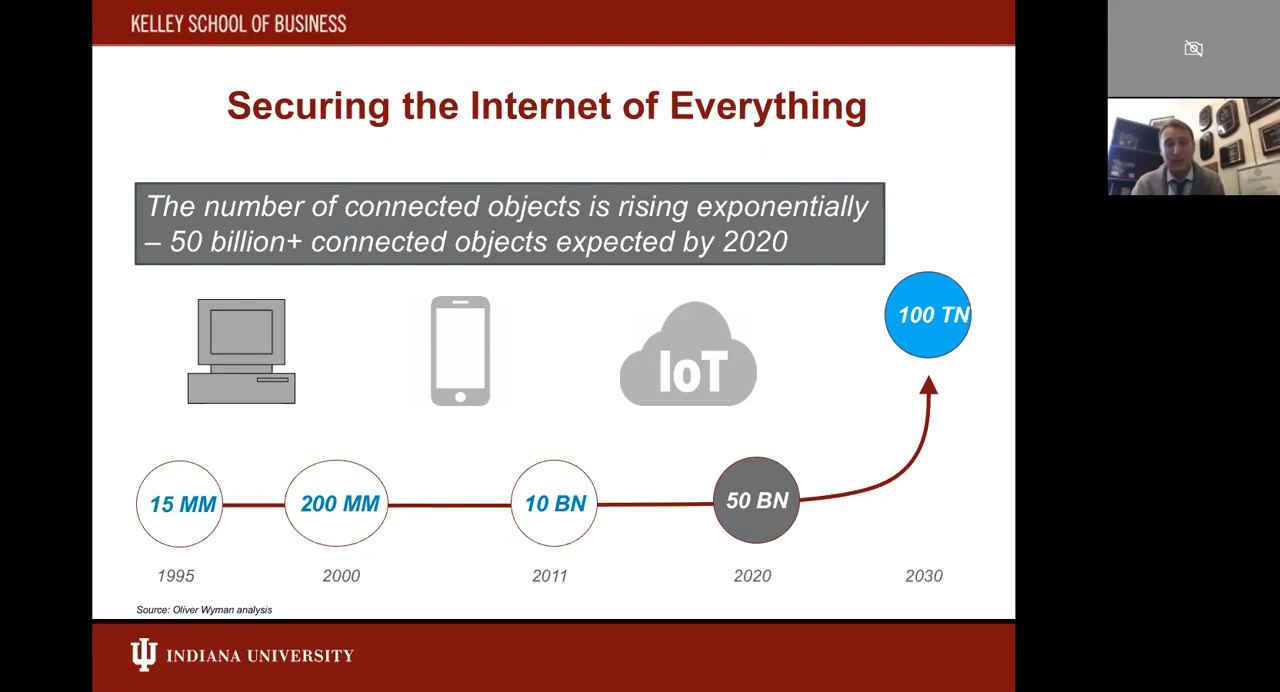 KELLEY SCHOOL OF BUSINESS
Securing the Internet of Everything
The number of connected objects is rising exponentially
– 50 billion+ connected objects expected by 2020
100 TN
IoT
15 MM
200 MM
10 BN
50 BN
1995
2000
2011
2020
2030
Source: Oliver Wyman analysis
INDIANA UNIVERSITY